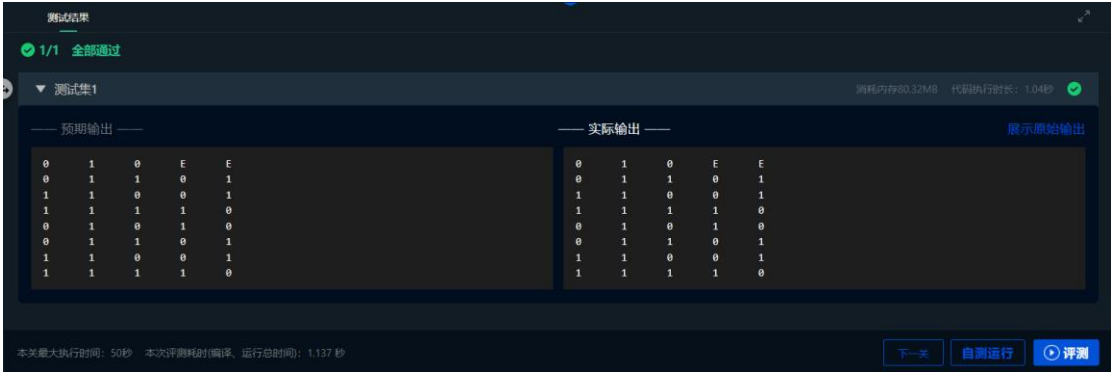 测试结果
1/1 全部通过
测试集1
消耗内存80.32MB 代码执行时长：1.04秒
—— 预期输出 ——
—— 实际输出 ——
展示原始输出
0 1 0 E E
0 1 1 0 1
1 1 0 0 1
1 1 1 1 0
0 1 0 1 0
0 1 1 0 1
1 1 0 0 1
1 1 1 1 0
0 1 0 E E
0 1 1 0 1
1 1 0 0 1
1 1 1 1 0
0 1 0 1 0
0 1 1 0 1
1 1 0 0 1
1 1 1 1 0
本关最大执行时间：50秒 本次评测耗时(编译、运行总时间)：1.137 秒
下一关
自测运行
评测